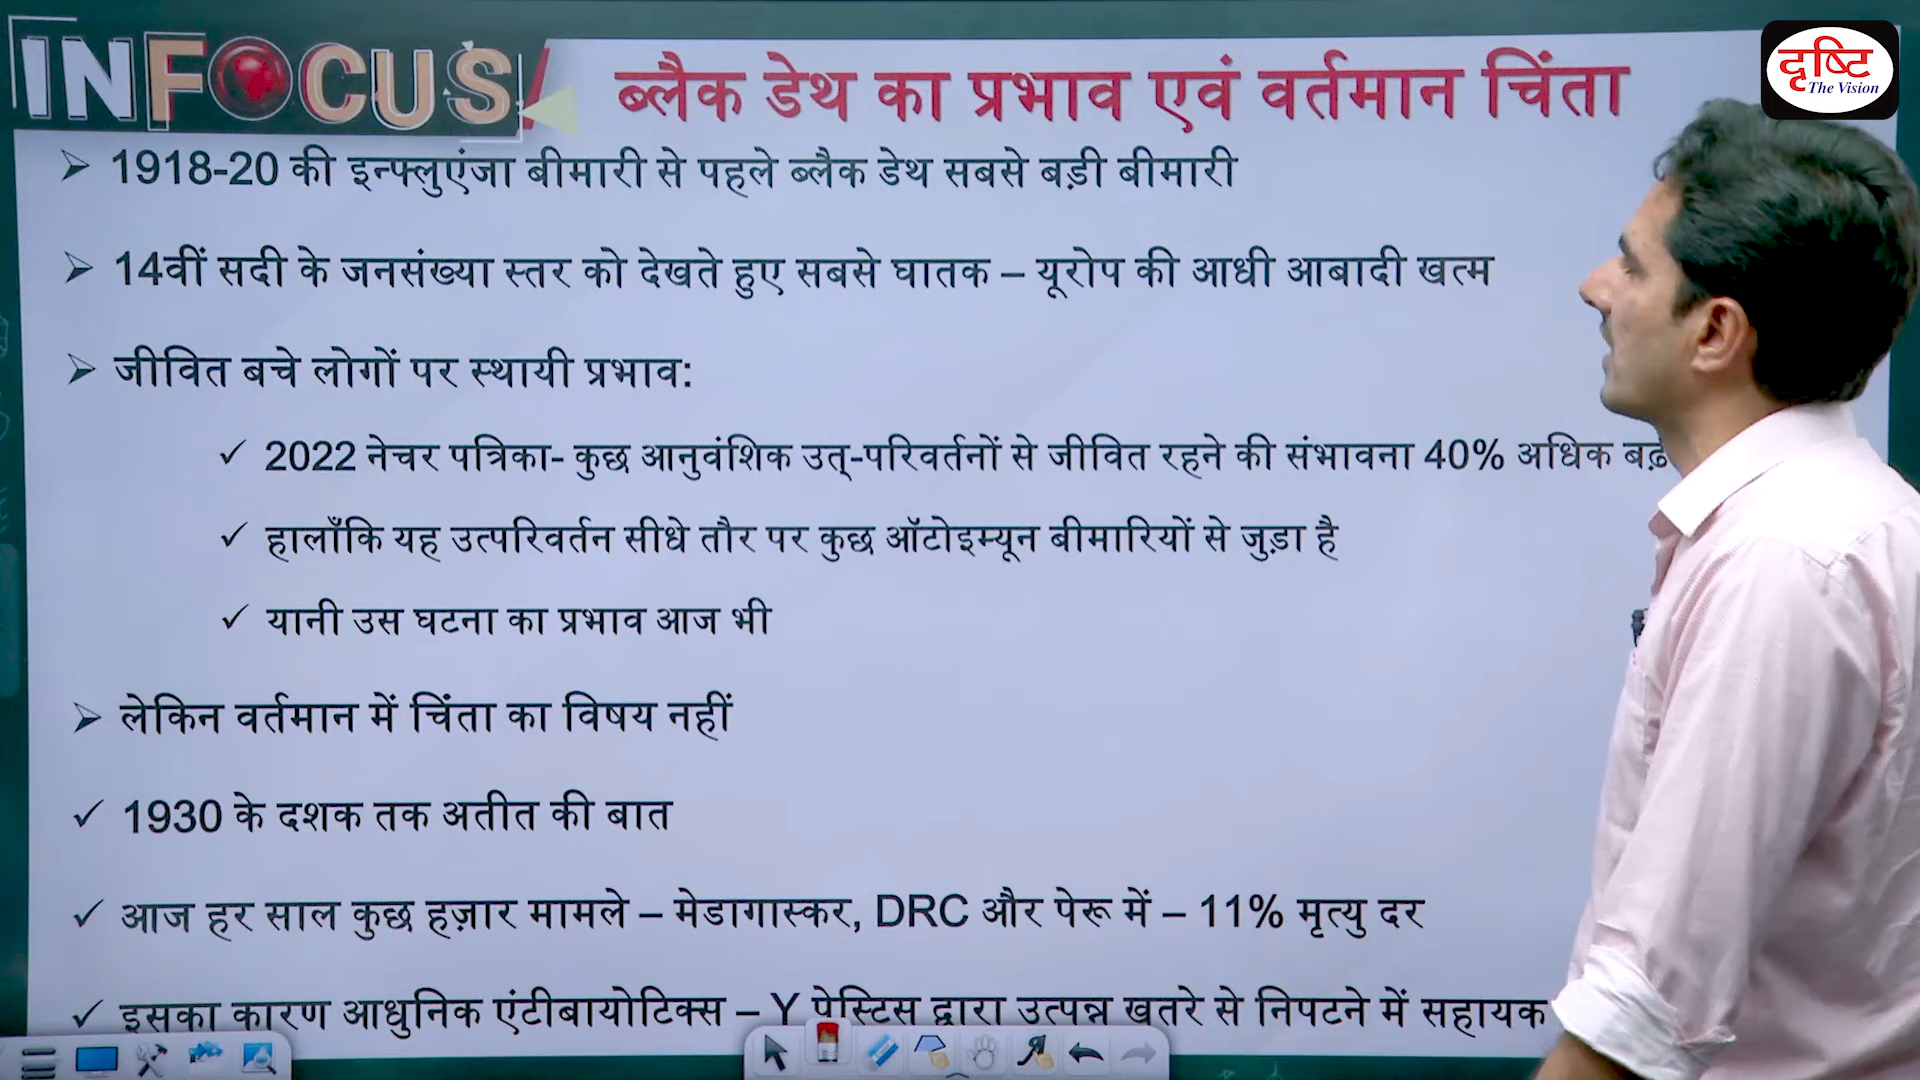 INFOCUS
ब्लैक डेथ का प्रभाव एवं वर्तमान चिंता
दृष्टि
The Vision
➢ 1918-20 की इन्फ्लुएंजा बीमारी से पहले ब्लैक डेथ सबसे बड़ी बीमारी
➢ 14वीं सदी के जनसंख्या स्तर को देखते हुए सबसे घातक – यूरोप की आधी आबादी खत्म
➢ जीवित बचे लोगों पर स्थायी प्रभाव:
✓ 2022 नेचर पत्रिका- कुछ आनुवंशिक उत्-परिवर्तनों से जीवित रहने की संभावना 40% अधिक
✓ हालाँकि यह उत्परिवर्तन सीधे तौर पर कुछ ऑटोइम्यून बीमारियों से जुड़ा है
✓ यानी उस घटना का प्रभाव आज भी
➢ लेकिन वर्तमान में चिंता का विषय नहीं
✓ 1930 के दशक तक अतीत की बात
✓ आज हर साल कुछ हज़ार मामले – मेडागास्कर, DRC और पेरू में – 11% मृत्यु दर
✓ इसका कारण आधुनिक एंटीबायोटिक्स – Y पेस्टिस द्वारा उत्पन्न खतरे से निपटने में सहायक